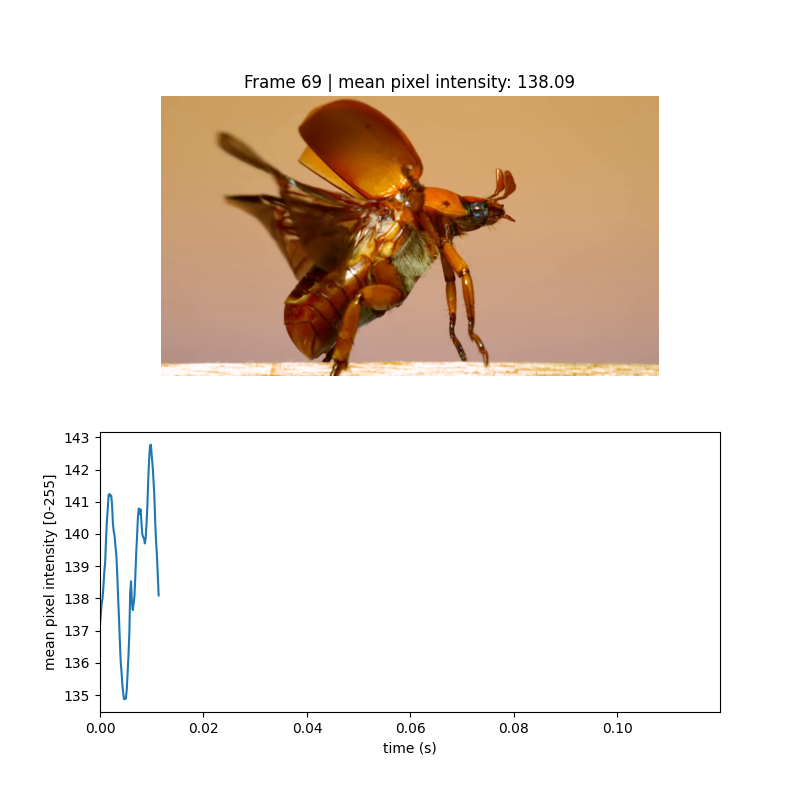 Frame 69 | mean pixel intensity: 138.09
143
142
141
140
139
138
137
136
135
mean pixel intensity [0-255]
0.00 0.02 0.04 0.06 0.08 0.10
time (s)